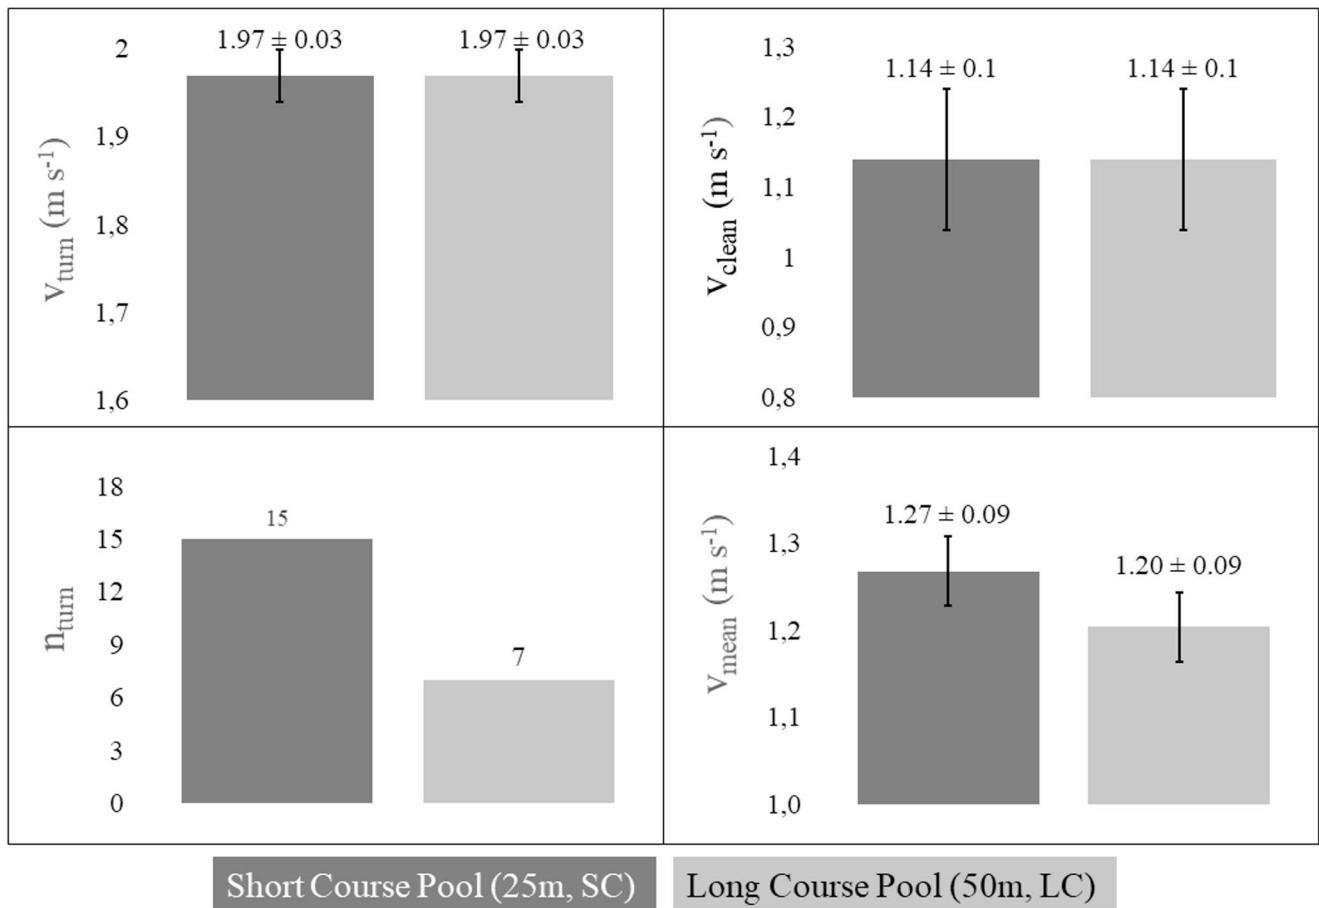 1.97 ± 0.03
1.97 ± 0.03
2
1,9
1,8
1,7
1,6
v_turn (m s⁻¹)
1.14 ± 0.1
1.14 ± 0.1
1,3
1,2
1,1
1
0,9
0,8
v_clean (m s⁻¹)
18
15
12
9
6
3
0
15
7
n_turn
1,4
1,3
1,2
1,1
1,0
1.27 ± 0.09
1.20 ± 0.09
v_mean (m s⁻¹)
Short Course Pool (25m, SC)
Long Course Pool (50m, LC)